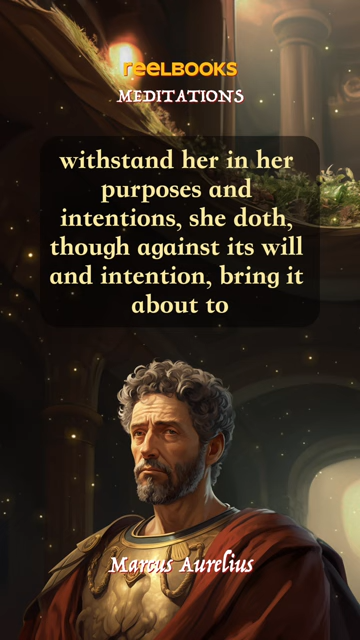 reelbooks
MEDITATIONS
withstand her in her
purposes and
intentions, she doth,
though against its will
and intention, bring it
about to
Marcus Aurelius